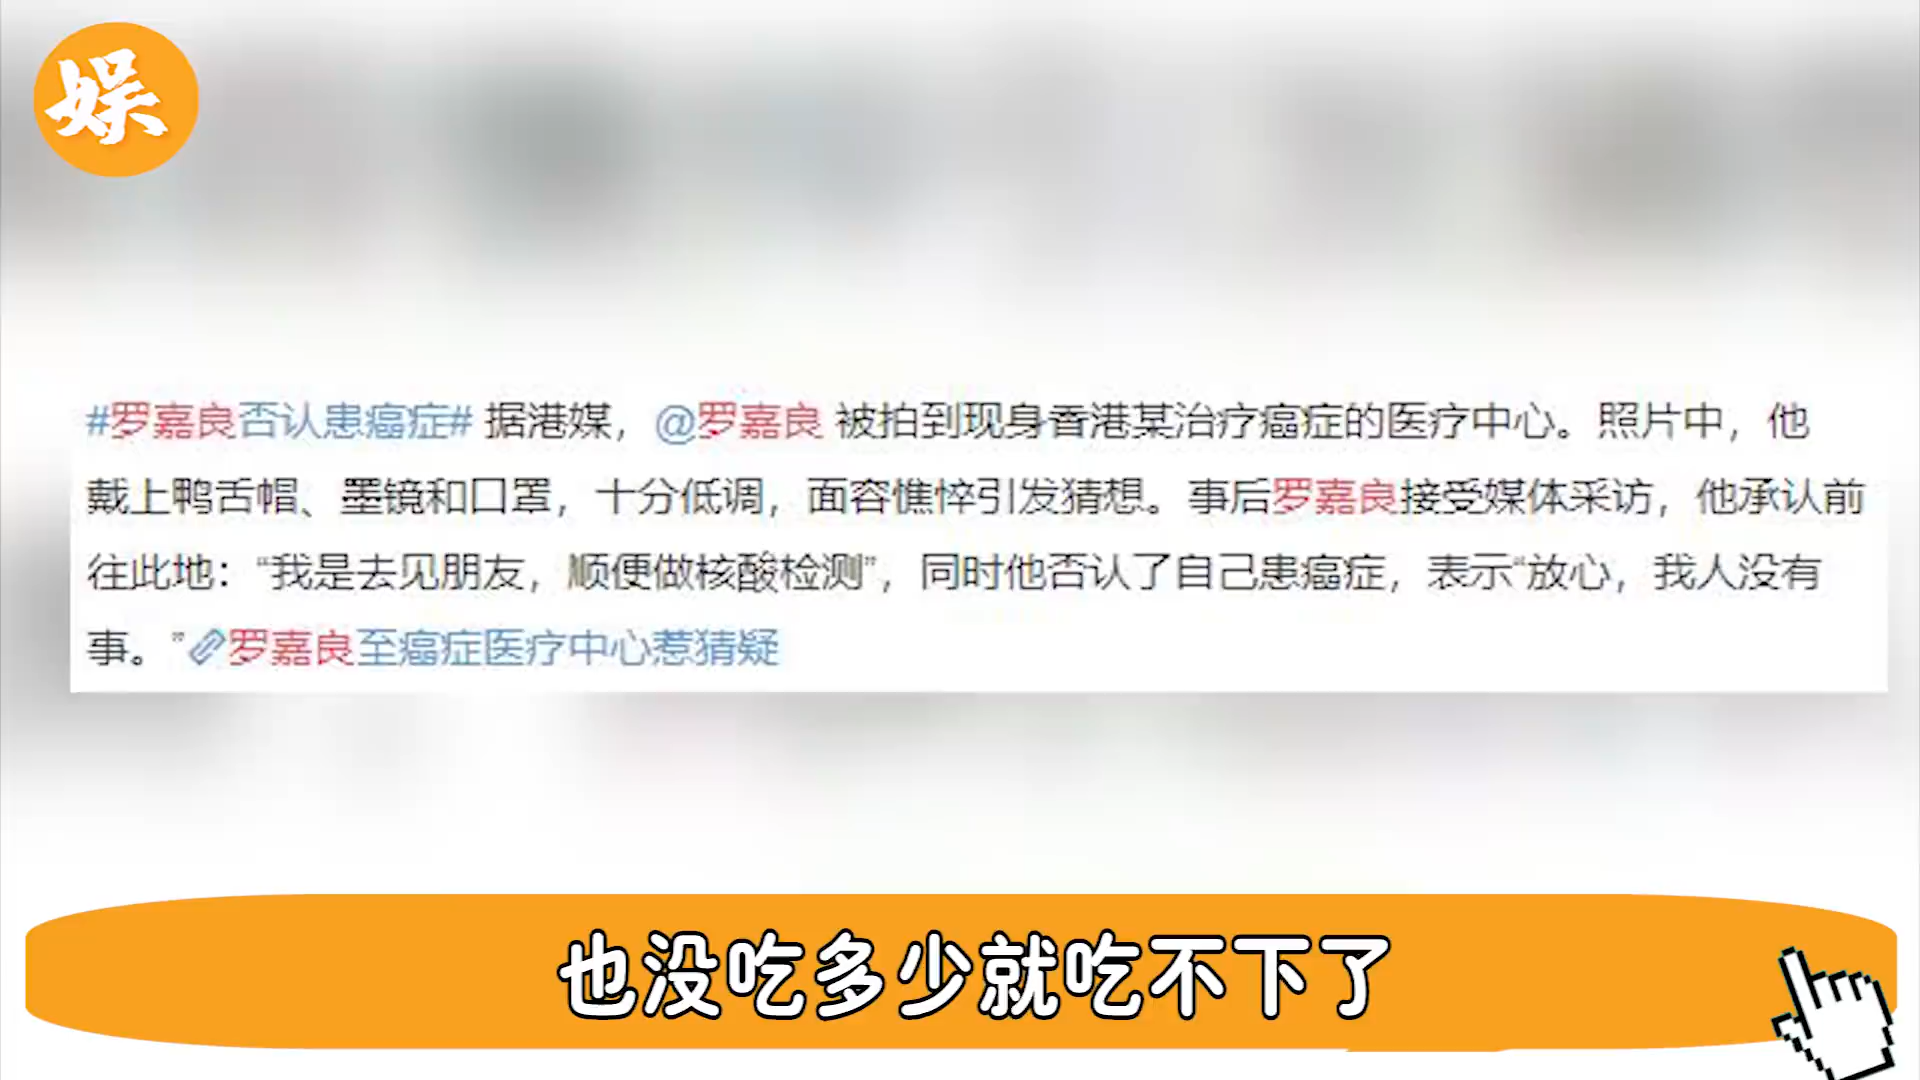 娱
#罗嘉良否认患癌症# 据港媒，@罗嘉良 被拍到现身香港某治疗癌症的医疗中心。照片中，他
戴上鸭舌帽、墨镜和口罩，十分低调，面容憔悴引发猜想。事后罗嘉良接受媒体采访，他承认前
往此地：“我是去见朋友，顺便做核酸检测”，同时他否认了自己患癌症，表示“放心，我人没有
事。”罗嘉良至癌症医疗中心惹猜疑
也没吃多少就吃不下了